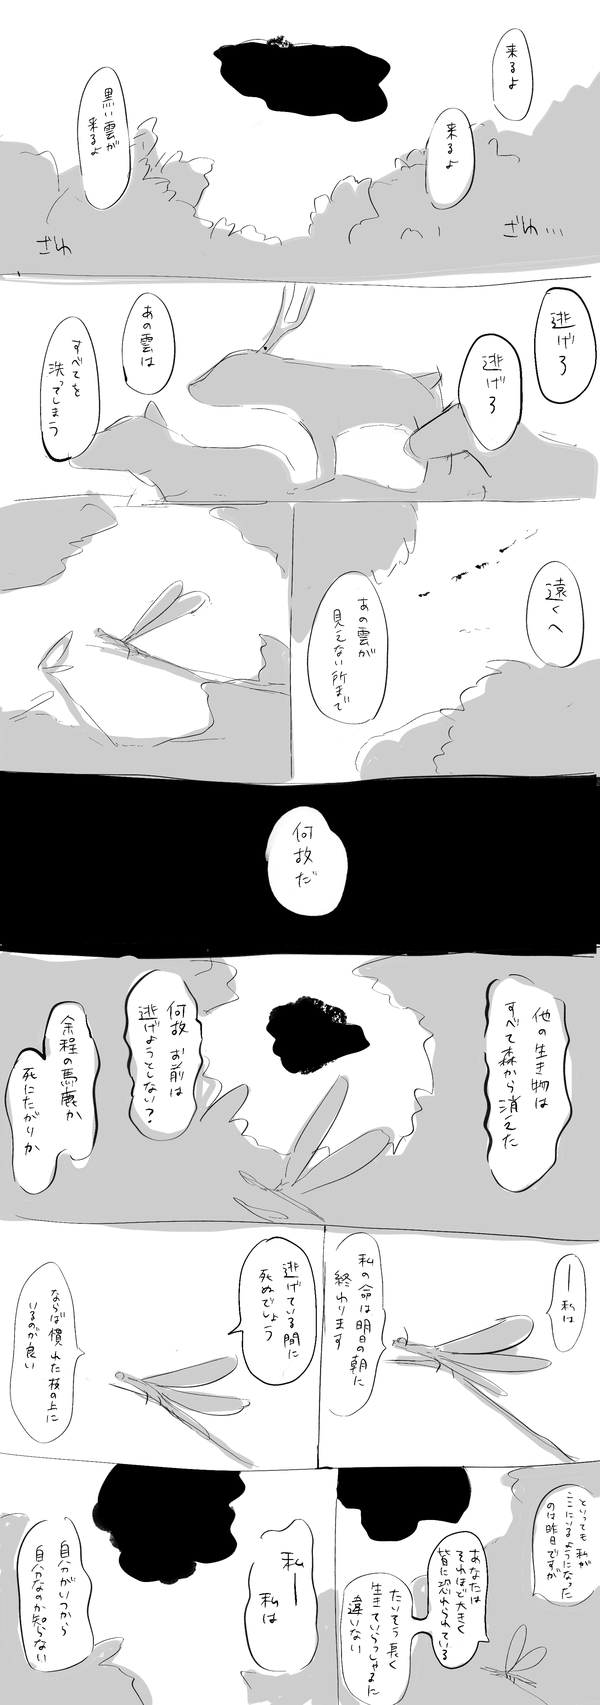 来るよ
来るよ
黒い雲が
来るよ
ざわ…
ざわ
逃げろ
逃げろ
あの雲は
すべてを
洗ってしまう
遠くへ
あの雲が
見えない所まで
何故だ
他の生き物は
すべて森から消えた
何故お前は
逃げようとしない?
余程の馬鹿か
死にたがりか
―私は
私の命は明日の朝に
終わります
逃げている間に
死ぬでしょう
ならば慣れた枝の上に
いるのが良い
といっても私が
ここにいるようになった
のは昨日ですが
あなたは
それほど大きく
皆に恐れられている
たいそう長く
生きていらっしゃるに
違いない
私―
私は
自分がいつから
自分なのか知らない